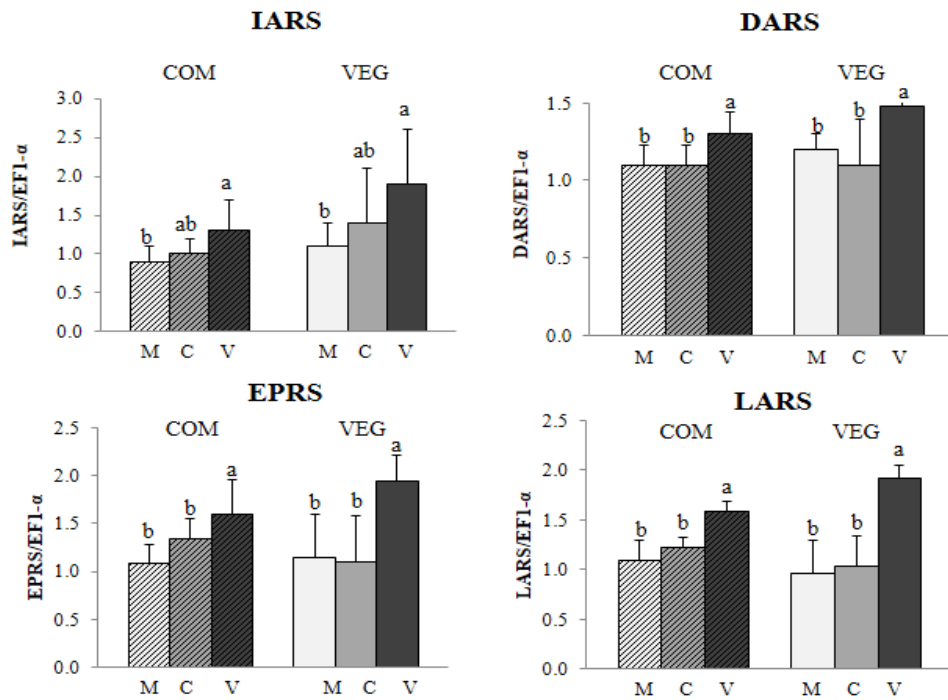 IARS
COM VEG
3.0
2.5
2.0
1.5
1.0
0.5
0.0
IARS/EF1-α
b ab a b ab a
M C V M C V
DARS
COM VEG
1.5
1.0
0.5
0.0
DARS/EF1-α
b b a b b a
M C V M C V
EPRS
COM VEG
2.5
2.0
1.5
1.0
0.5
0.0
EPRS/EF1-α
b b a b b a
M C V M C V
LARS
COM VEG
2.5
2.0
1.5
1.0
0.5
0.0
LARS/EF1-α
b b a b b a
M C V M C V